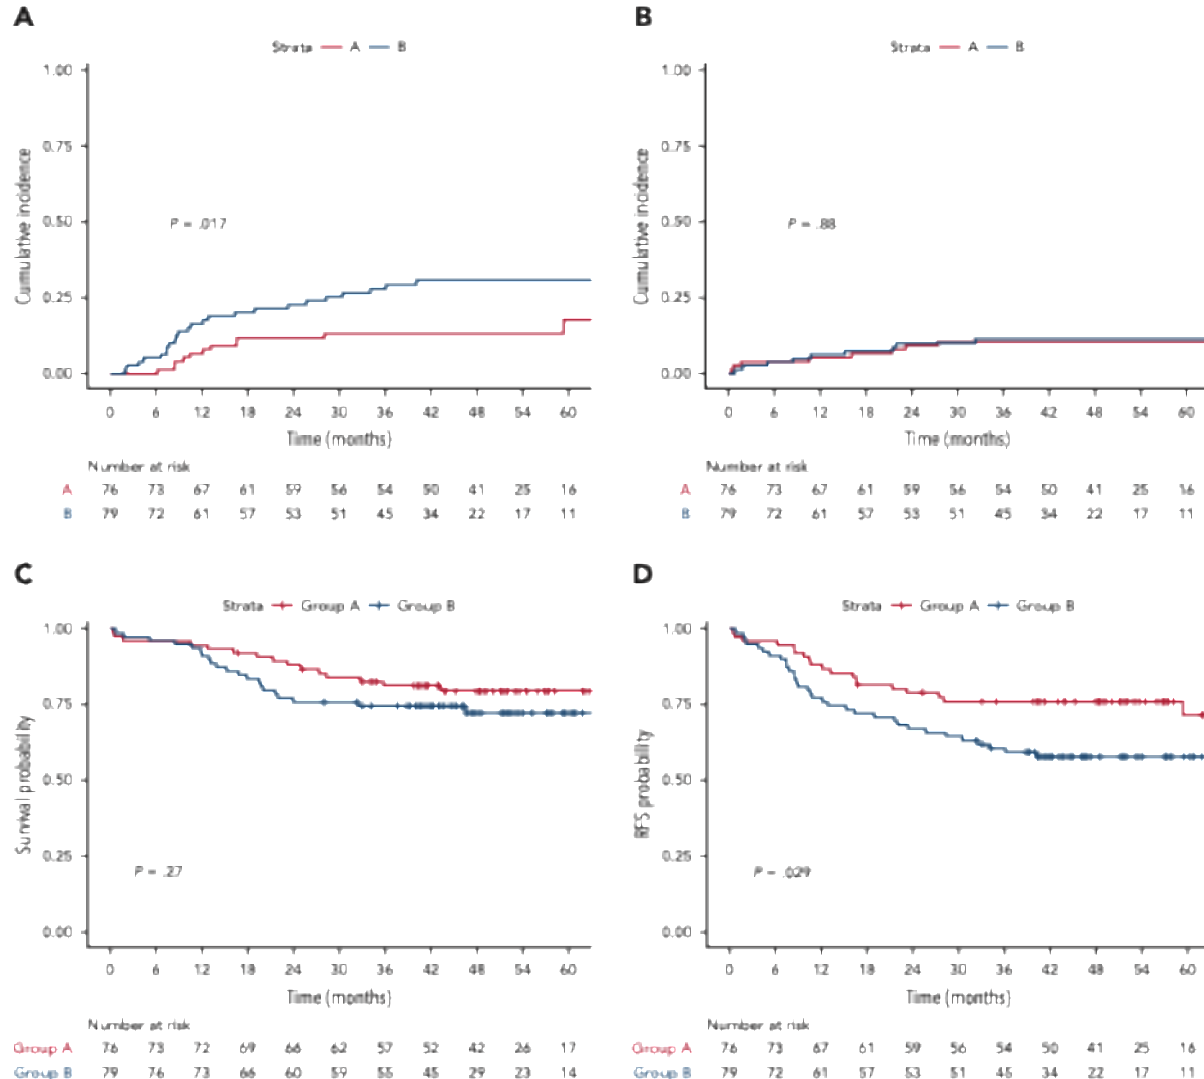 A
Strata A B
1.00
0.75
0.50
0.25
0.00
Cumulative incidence
P = .017
0 6 12 18 24 30 36 42 48 54 60
Time (months)
Number at risk
A 76 73 67 61 59 56 54 50 41 25 16
B 79 72 61 57 53 51 45 34 22 17 11
B
Strata A B
1.00
0.75
0.50
0.25
0.00
Cumulative incidence
P = .88
0 6 12 18 24 30 36 42 48 54 60
Time (months)
Number at risk
A 76 73 67 61 59 56 54 50 41 25 16
B 79 72 61 57 53 51 45 34 22 17 11
C
Strata Group A Group B
1.00
0.75
0.50
0.25
0.00
Survival probability
P = .27
0 6 12 18 24 30 36 42 48 54 60
Time (months)
Number at risk
Group A 76 73 72 69 66 62 57 52 42 26 17
Group B 79 76 73 66 60 59 55 45 29 23 14
D
Strata Group A Group B
1.00
0.75
0.50
0.25
0.00
RFS probability
P = .029
0 6 12 18 24 30 36 42 48 54 60
Time (months)
Number at risk
Group A 76 73 67 61 59 56 54 50 41 25 16
Group B 79 72 61 57 53 51 45 34 22 17 11